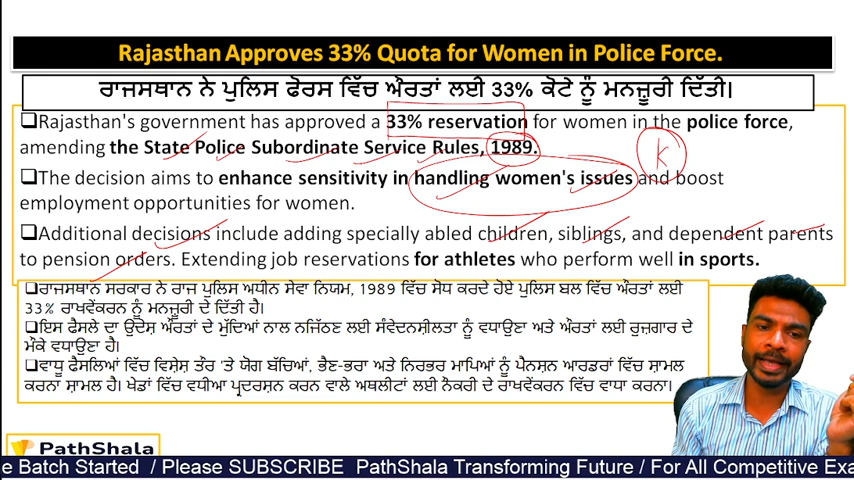 Rajasthan Approves 33% Quota for Women in Police Force.
ਰਾਜਸਥਾਨ ਨੇ ਪੁਲਿਸ ਫੋਰਸ ਵਿੱਚ ਔਰਤਾਂ ਲਈ 33% ਕੋਟੇ ਨੂੰ ਮਨਜ਼ੂਰੀ ਦਿੱਤੀ।
❑Rajasthan's government has approved a 33% reservation for women in the police force,
amending the State Police Subordinate Service Rules, 1989.
K
❑The decision aims to enhance sensitivity in handling women's issues and boost
employment opportunities for women.
❑Additional decisions include adding specially abled children, siblings, and dependent parents
to pension orders. Extending job reservations for athletes who perform well in sports.
❑ਰਾਜਸਥਾਨ ਸਰਕਾਰ ਨੇ ਰਾਜ ਪੁਲਿਸ ਅਧੀਨ ਸੇਵਾ ਨਿਯਮ, 1989 ਵਿੱਚ ਸੋਧ ਕਰਦੇ ਹੋਏ ਪੁਲਿਸ ਬਲ ਵਿੱਚ ਔਰਤਾਂ ਲਈ
33% ਰਾਖਵੇਂਕਰਨ ਨੂੰ ਮਨਜ਼ੂਰੀ ਦੇ ਦਿੱਤੀ ਹੈ।
❑ਇਸ ਫੈਸਲੇ ਦਾ ਉਦੇਸ਼ ਔਰਤਾਂ ਦੇ ਮੁੱਦਿਆਂ ਨਾਲ ਨਜਿੱਠਣ ਲਈ ਸੰਵੇਦਨਸ਼ੀਲਤਾ ਨੂੰ ਵਧਾਉਣਾ ਅਤੇ ਔਰਤਾਂ ਲਈ ਰੁਜ਼ਗਾਰ ਦੇ
ਮੌਕੇ ਵਧਾਉਣਾ ਹੈ।
❑ਵਾਧੂ ਫੈਸਲਿਆਂ ਵਿੱਚ ਵਿਸ਼ੇਸ਼ ਤੌਰ 'ਤੇ ਯੋਗ ਬੱਚਿਆਂ, ਭੈਣ-ਭਰਾ ਅਤੇ ਨਿਰਭਰ ਮਾਪਿਆਂ ਨੂੰ ਪੈਨਸ਼ਨ ਆਰਡਰਾਂ ਵਿੱਚ ਸ਼ਾਮਲ
ਕਰਨਾ ਸ਼ਾਮਲ ਹੈ। ਖੇਡਾਂ ਵਿੱਚ ਵਧੀਆ ਪ੍ਰਦਰਸ਼ਨ ਕਰਨ ਵਾਲੇ ਅਥਲੀਟਾਂ ਲਈ ਨੌਕਰੀ ਦੇ ਰਾਖਵੇਂਕਰਨ ਵਿੱਚ ਵਾਧਾ ਕਰਨਾ।
PathShala
e Batch Started / Please SUBSCRIBE PathShala Transforming Future / For All Competitive Exa